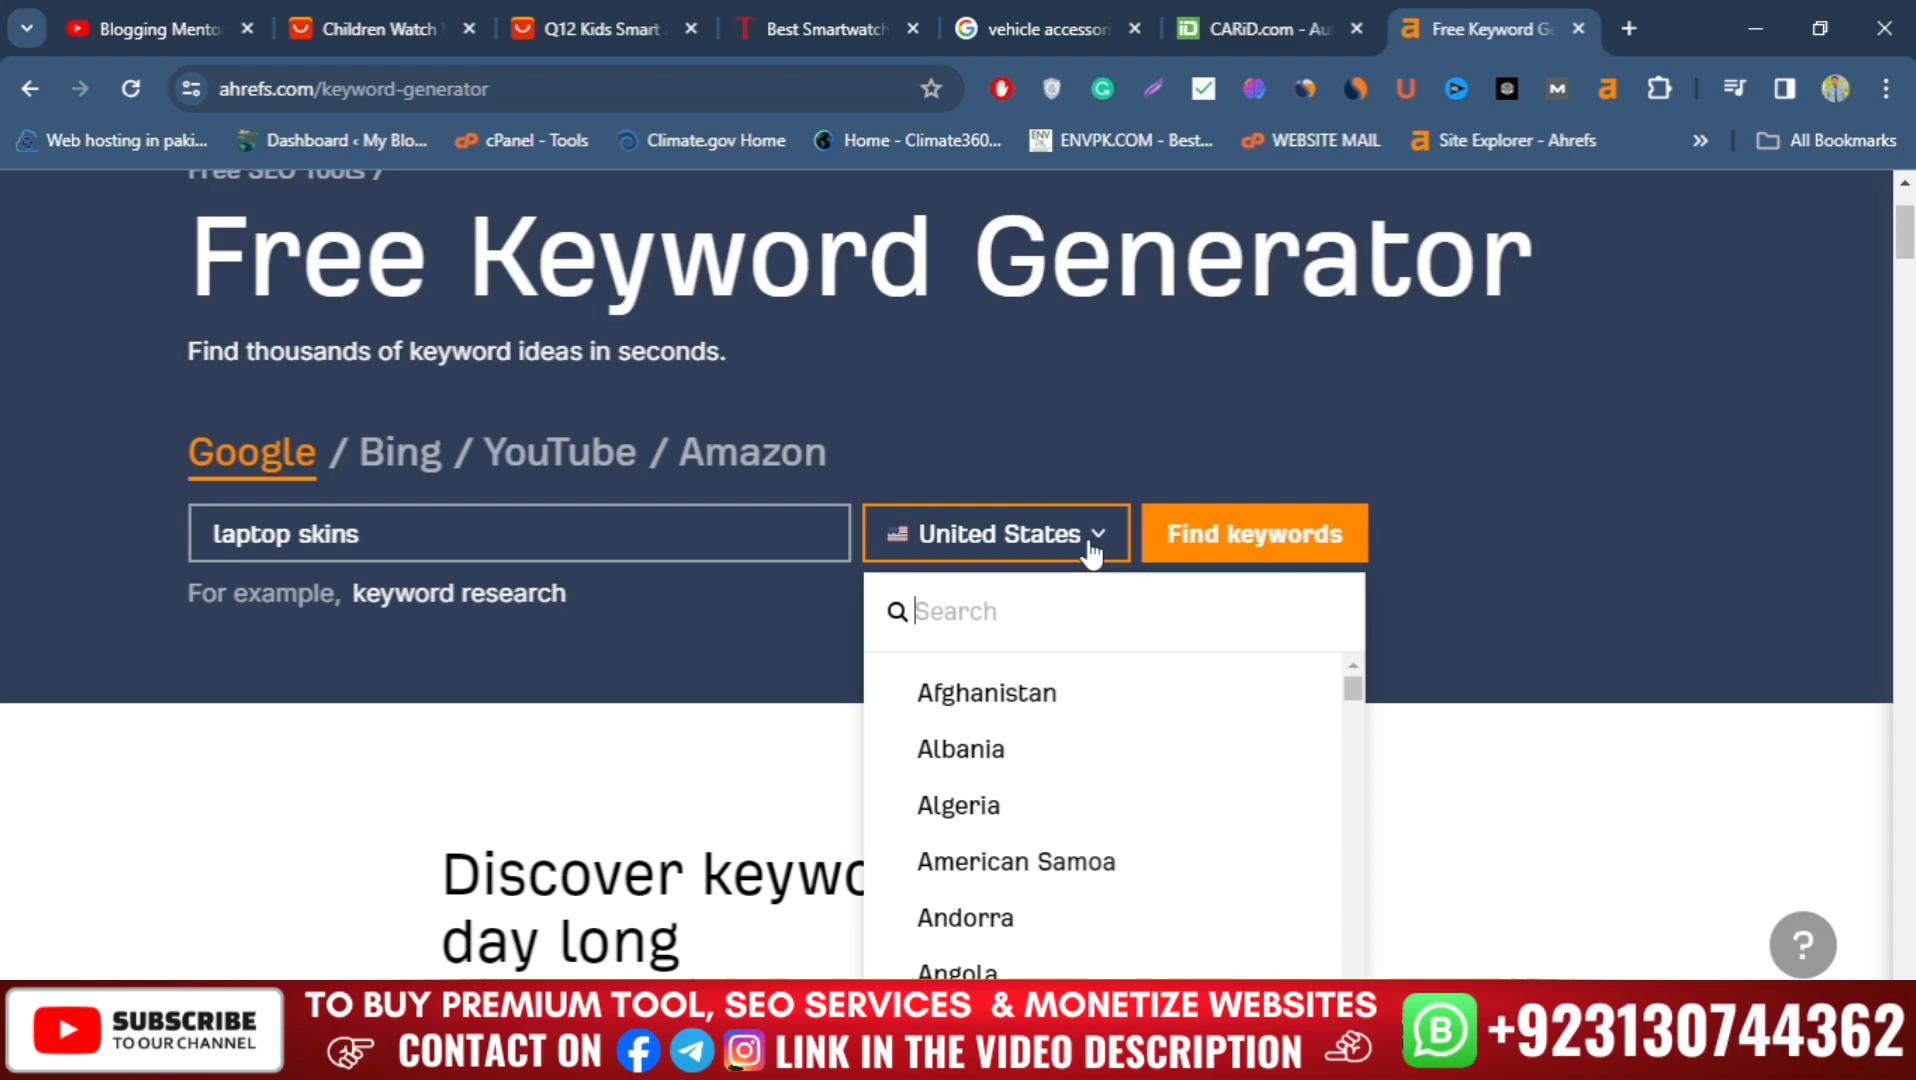 Blogging Mento
Children Watch
Q12 Kids Smart
Best Smartwatch
vehicle accessori
CARiD.com - Au
Free Keyword Ge
ahrefs.com/keyword-generator
Web hosting in paki...
Dashboard ‹ My Blo...
cPanel - Tools
Climate.gov Home
Home - Climate360...
ENVPK.COM - Best...
WEBSITE MAIL
Site Explorer - Ahrefs
All Bookmarks
Free SEO Tools /
Free Keyword Generator
Find thousands of keyword ideas in seconds.
Google / Bing / YouTube / Amazon
laptop skins
United States
Find keywords
For example, keyword research
Search
Afghanistan
Albania
Algeria
American Samoa
Andorra
Angola
Discover keywo
day long
SUBSCRIBE
TO OUR CHANNEL
TO BUY PREMIUM TOOL, SEO SERVICES & MONETIZE WEBSITES
CONTACT ON LINK IN THE VIDEO DESCRIPTION
+923130744362